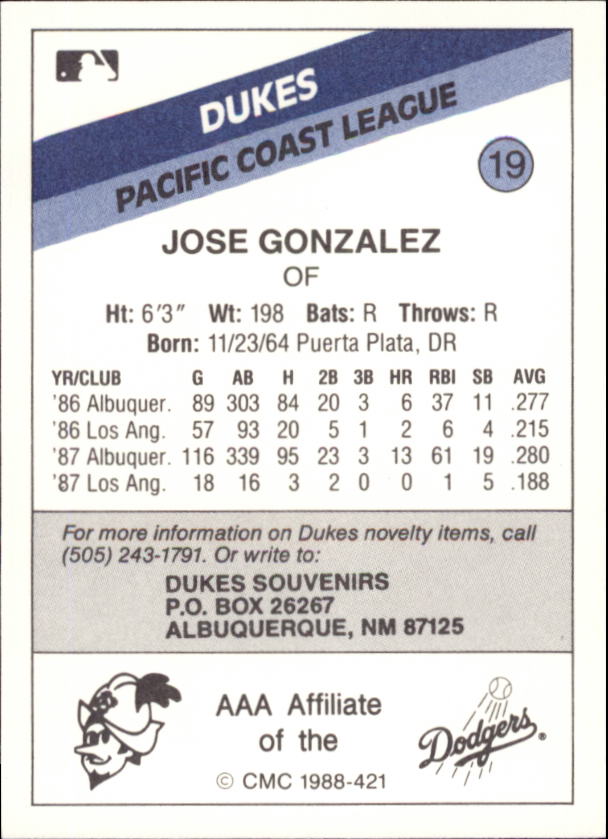 DUKES
PACIFIC COAST LEAGUE
19
JOSE GONZALEZ
OF
Ht: 6'3" Wt: 198 Bats: R Throws: R
Born: 11/23/64 Puerta Plata, DR
YR/CLUB G AB H 2B 3B HR RBI SB AVG
'86 Albuquer. 89 303 84 20 3 6 37 11 .277
'86 Los Ang. 57 93 20 5 1 2 6 4 .215
'87 Albuquer. 116 339 95 23 3 13 61 19 .280
'87 Los Ang. 18 16 3 2 0 0 1 5 .188
For more information on Dukes novelty items, call
(505) 243-1791. Or write to:
DUKES SOUVENIRS
P.O. BOX 26267
ALBUQUERQUE, NM 87125
AAA Affiliate
of the
Dodgers®
© CMC 1988-421